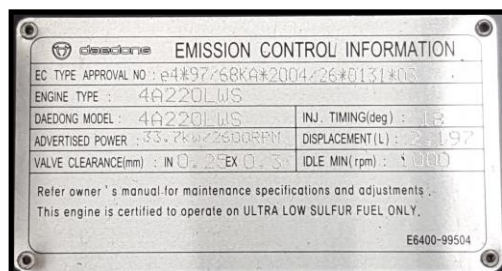 daedong EMISSION CONTROL INFORMATION
EC TYPE APPROVAL NO : e4*97/68KA*2004/26*0131*03
ENGINE TYPE : 4A220LWS
DAEDONG MODEL : 4A220LWS INJ. TIMING(deg) : 18
ADVERTISED POWER : 33.7kw/2600RPM DISPLACEMENT(L) : 2.197
VALVE CLEARANCE(mm) : IN 0.25 EX 0.3 IDLE MIN(rpm) : 1000
Refer owner's manual for maintenance specifications and adjustments.
This engine is certified to operate on ULTRA LOW SULFUR FUEL ONLY.
E6400-99504